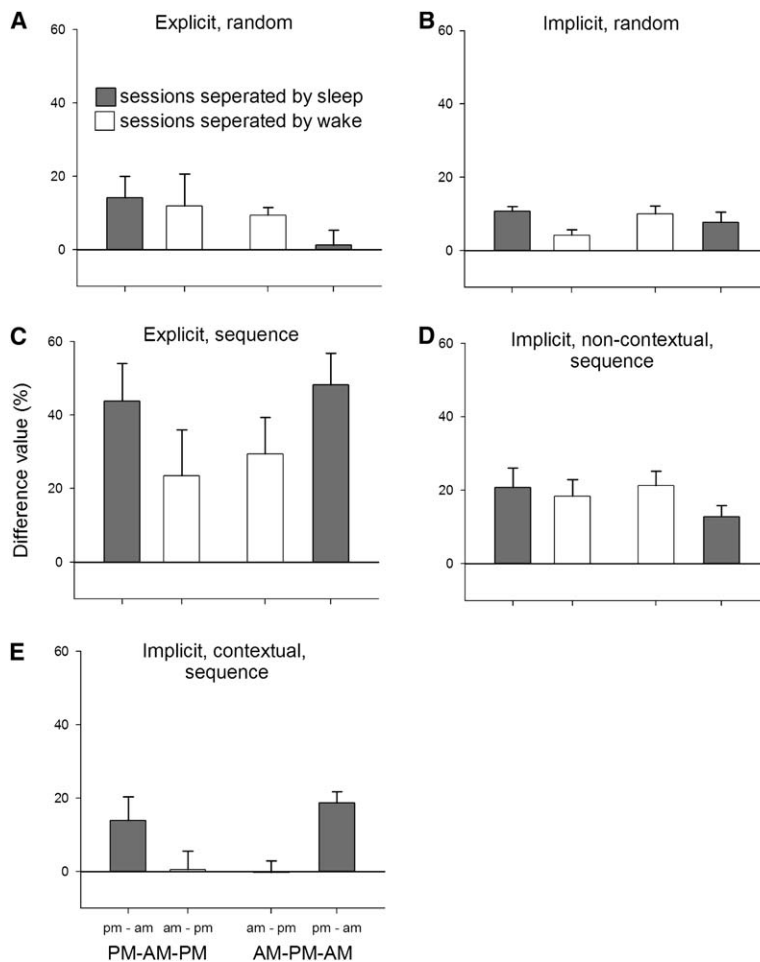 A
Explicit, random
60
40
20
0
sessions seperated by sleep
sessions seperated by wake
B
Implicit, random
60
40
20
0
C
Explicit, sequence
60
40
20
0
Difference value (%)
D
Implicit, non-contextual,
sequence
60
40
20
0
E
Implicit, contextual,
sequence
60
40
20
0
pm - am am - pm am - pm pm - am
PM-AM-PM AM-PM-AM